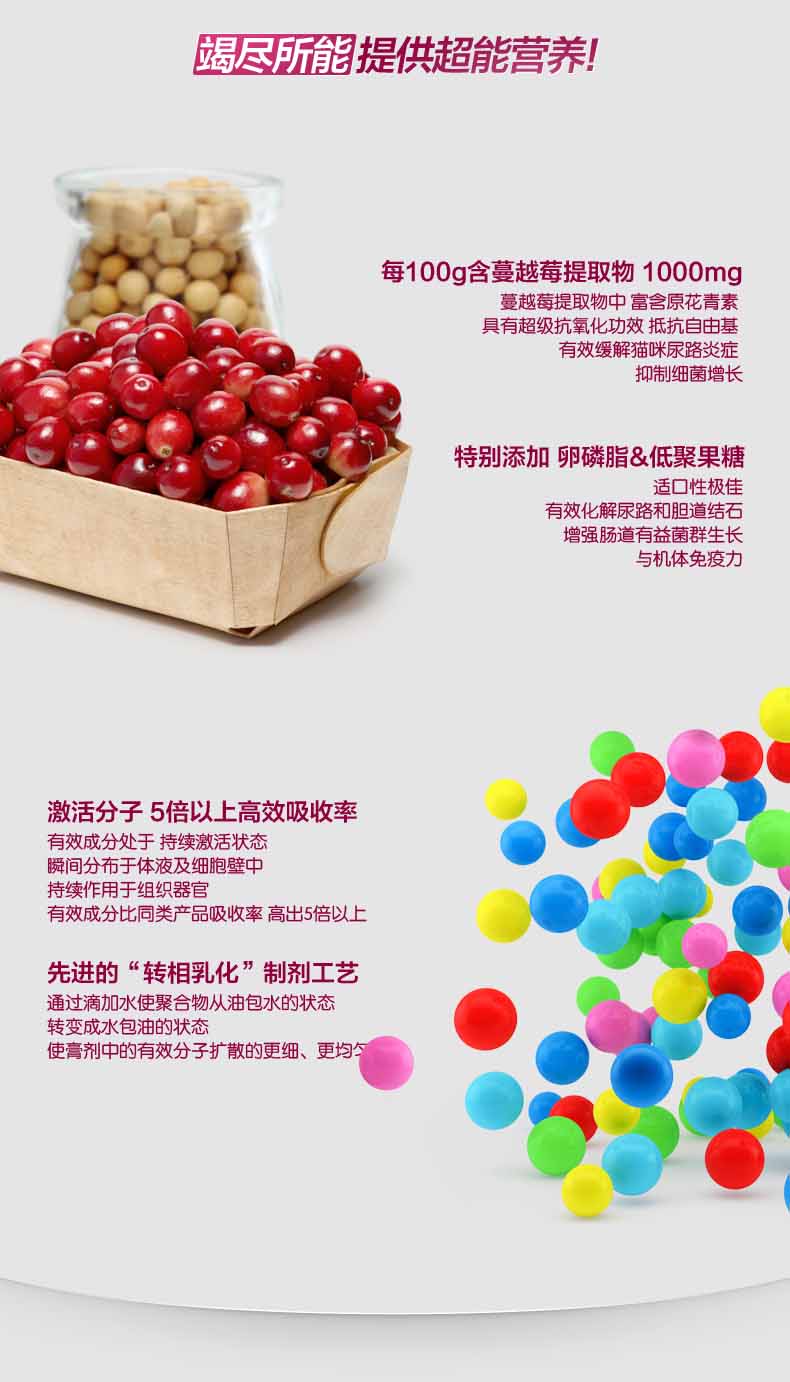 竭尽所能 提供超能营养!
每100g含蔓越莓提取物 1000mg
蔓越莓提取物中 富含原花青素
具有超级抗氧化功效 抵抗自由基
有效缓解猫咪尿路炎症
抑制细菌增长
特别添加 卵磷脂&低聚果糖
适口性极佳
有效化解尿路和胆道结石
增强肠道有益菌群生长
与机体免疫力
激活分子 5倍以上高效吸收率
有效成分处于 持续激活状态
瞬间分布于体液及细胞壁中
持续作用于组织器官
有效成分比同类产品吸收率 高出5倍以上
先进的“转相乳化”制剂工艺
通过滴加水使聚合物从油包水的状态
转变成水包油的状态
使膏剂中的有效分子扩散的更细、更均匀